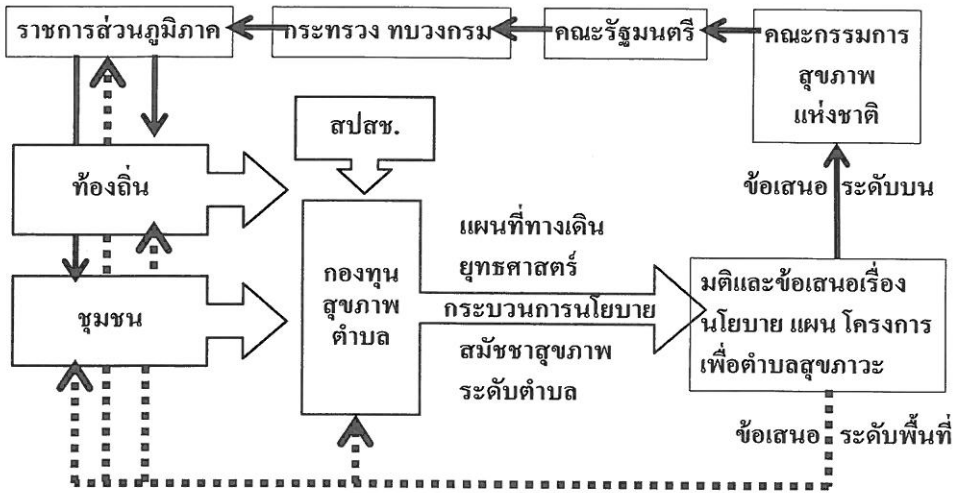 ราชการส่วนภูมิภาค
กระทรวง ทบวงกรม
คณะรัฐมนตรี
คณะกรรมการ
สุขภาพ
แห่งชาติ
สปสช.
ท้องถิ่น
ข้อเสนอ ระดับบน
กองทุน
สุขภาพ
ตำบล
แผนที่ทางเดิน
ยุทธศาสตร์
กระบวนการนโยบาย
สมัชชาสุขภาพ
ระดับตำบล
ชุมชน
มติและข้อเสนอเรื่อง
นโยบาย แผน โครงการ
เพื่อตำบลสุขภาวะ
ข้อเสนอ ระดับพื้นที่